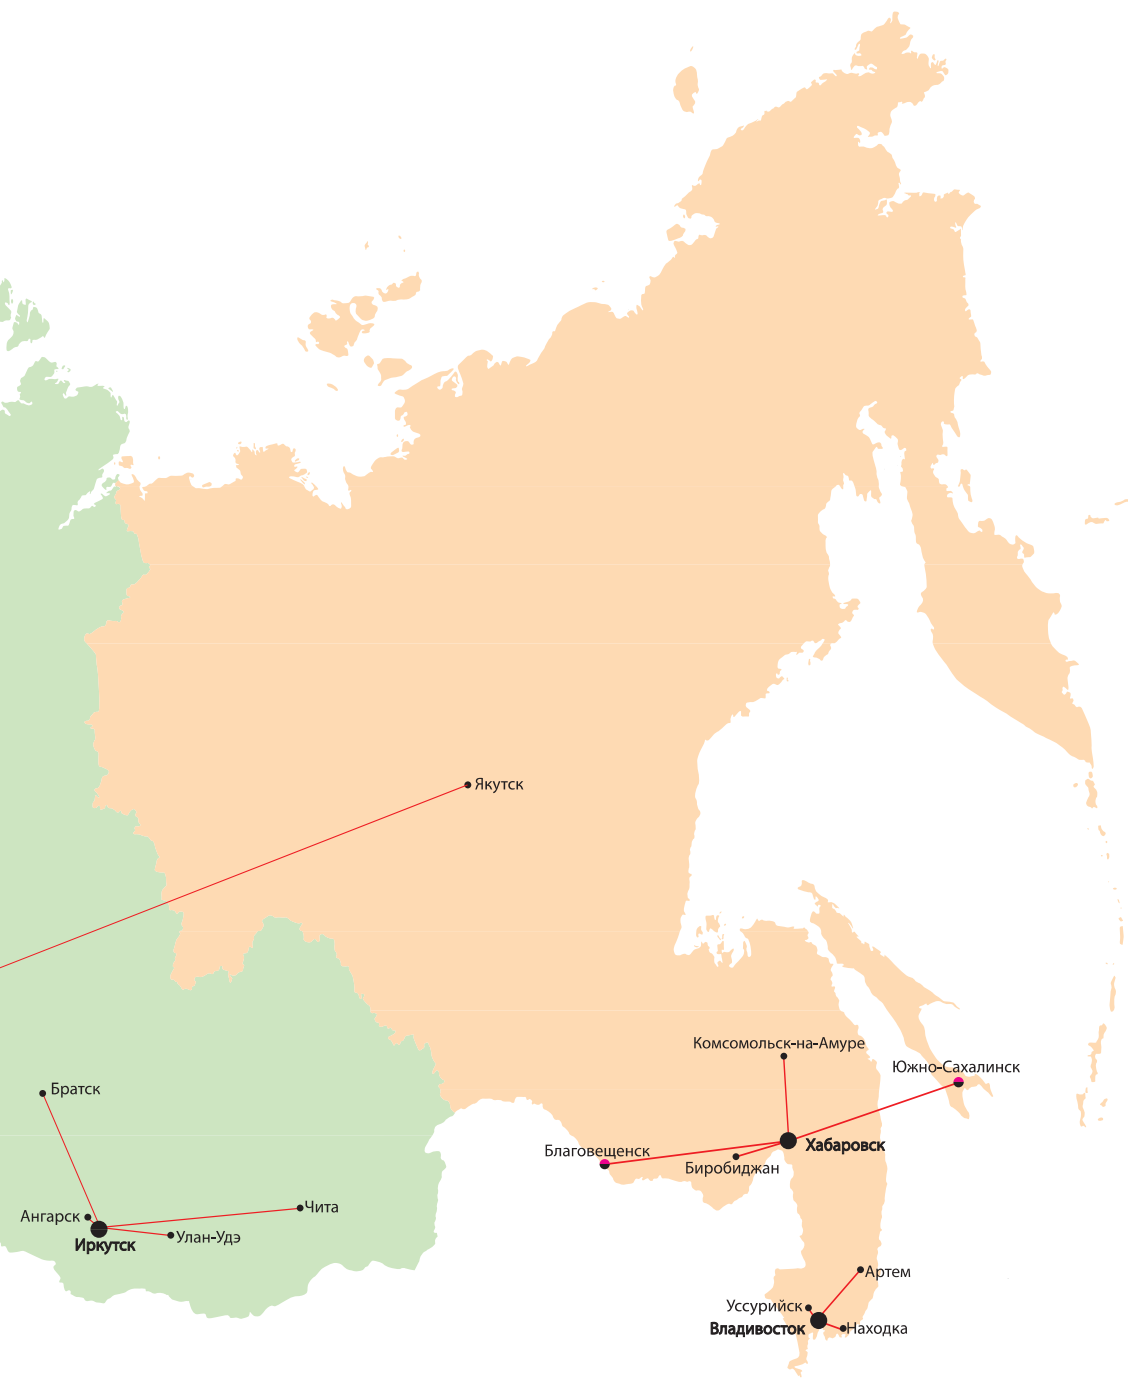 Якутск
Комсомольск-на-Амуре
Южно-Сахалинск
Братск
Хабаровск
Благовещенск
Биробиджан
Чита
Ангарск
Улан-Удэ
Иркутск
Артем
Уссурийск
Владивосток
Находка